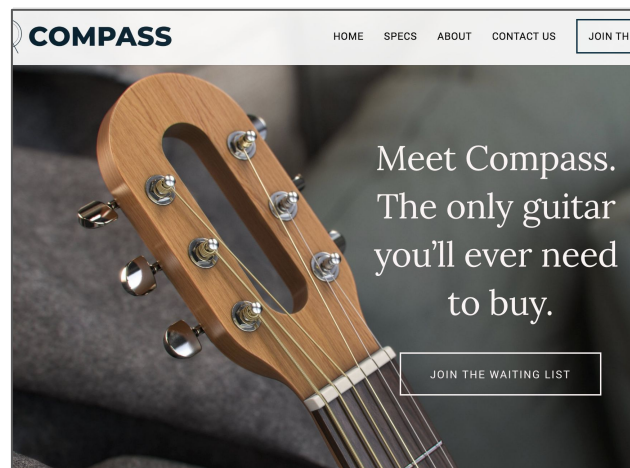 COMPASS
HOME SPECS ABOUT CONTACT US JOIN TH
Meet Compass.
The only guitar
you’ll ever need
to buy.
JOIN THE WAITING LIST